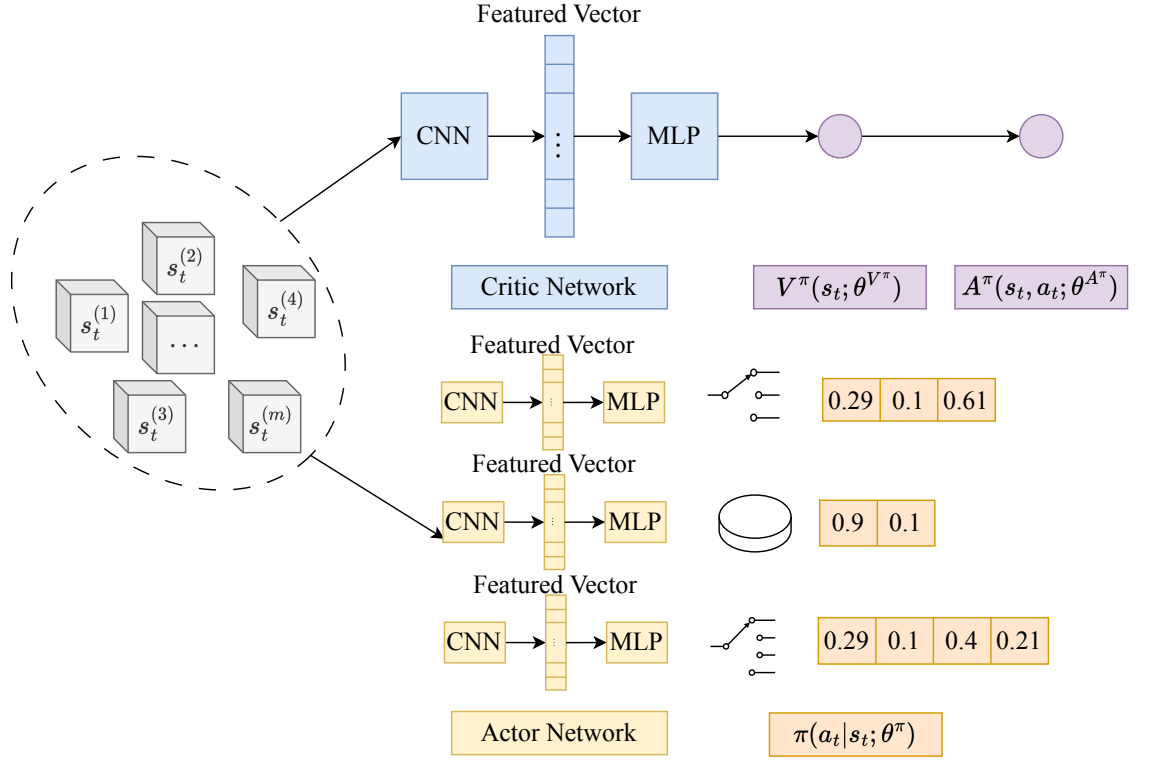 Featured Vector
CNN
⋮
MLP
s_t^{(2)}
s_t^{(4)}
s_t^{(1)}
...
s_t^{(3)}
s_t^{(m)}
Critic Network
V^π(s_t; θ^{V^π})
A^π(s_t, a_t; θ^{A^π})
Featured Vector
CNN
...
MLP
0.29 0.1 0.61
Featured Vector
CNN
...
MLP
0.9 0.1
Featured Vector
CNN
...
MLP
0.29 0.1 0.4 0.21
Actor Network
π(a_t|s_t; θ^π)